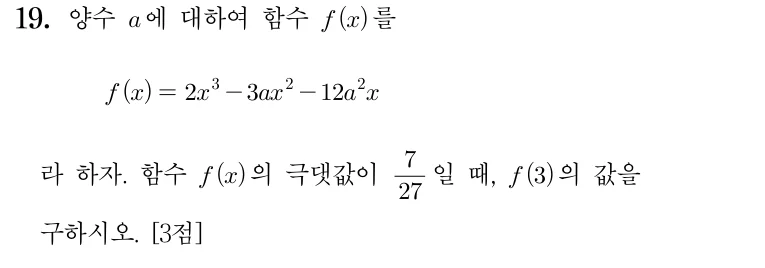 19. 양수 a에 대하여 함수 f(x)를
f(x) = 2x³ − 3ax² − 12a²x
라 하자. 함수 f(x)의 극댓값이 7/27 일 때, f(3)의 값을
구하시오. [3점]